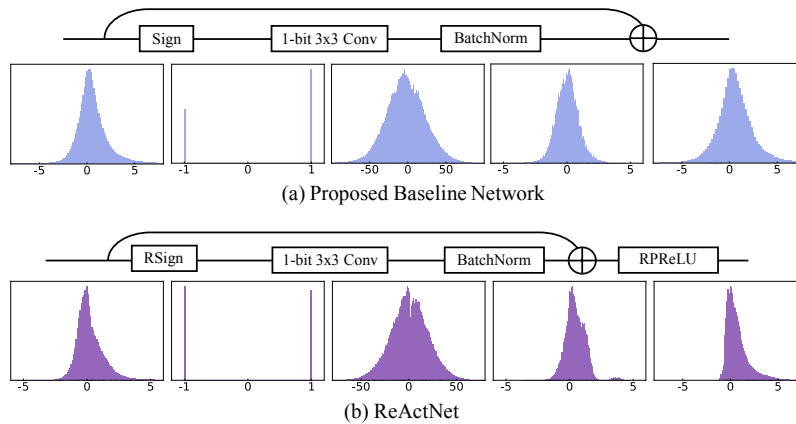 Sign 1-bit 3x3 Conv BatchNorm
-5 0 5 -1 1 -50 0 50 -5 0 5 -5 0 5
(a) Proposed Baseline Network
RSign 1-bit 3x3 Conv BatchNorm RPReLU
-5 0 5 -1 1 -50 0 50 -5 0 5 -5 0 5
(b) ReActNet